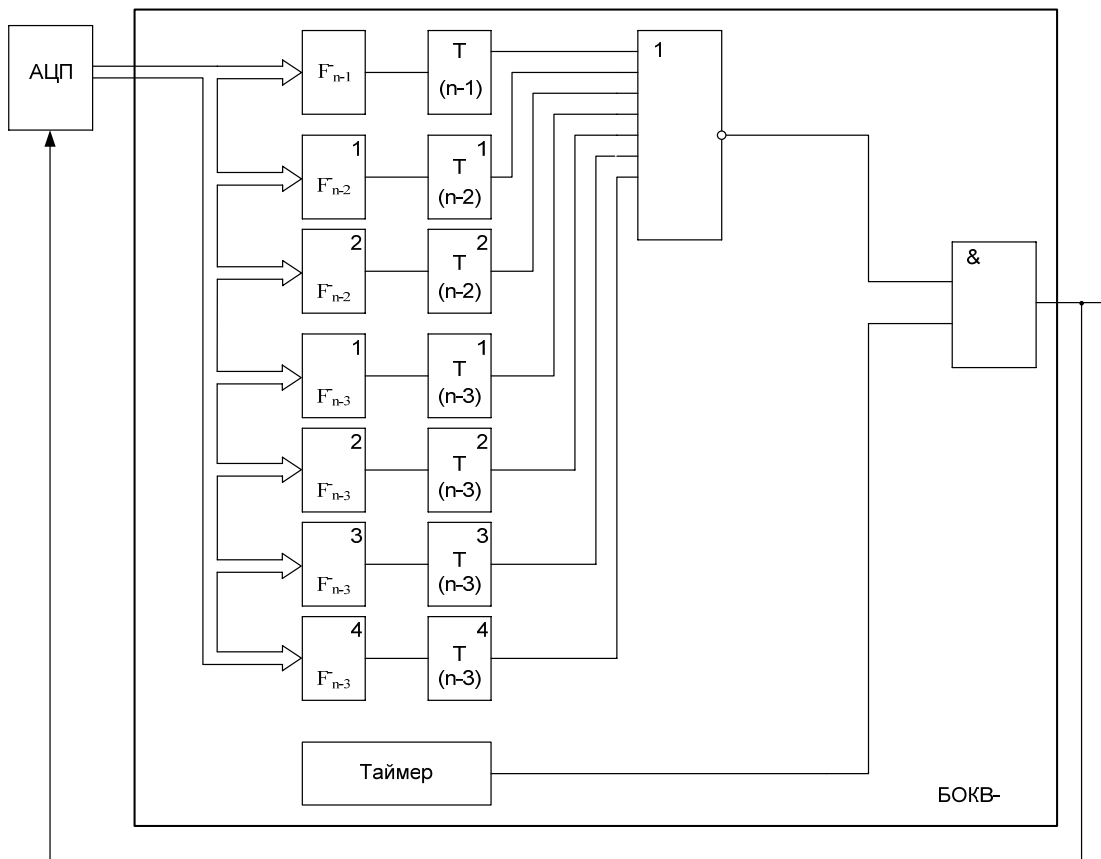 АЦП
F⁻n-1
T
(n-1)
1
1
F⁻n-2
1
T
(n-2)
2
F⁻n-2
2
T
(n-2)
&
1
F⁻n-3
1
T
(n-3)
2
F⁻n-3
2
T
(n-3)
3
F⁻n-3
3
T
(n-3)
4
F⁻n-3
4
T
(n-3)
Таймер
БОКВ-